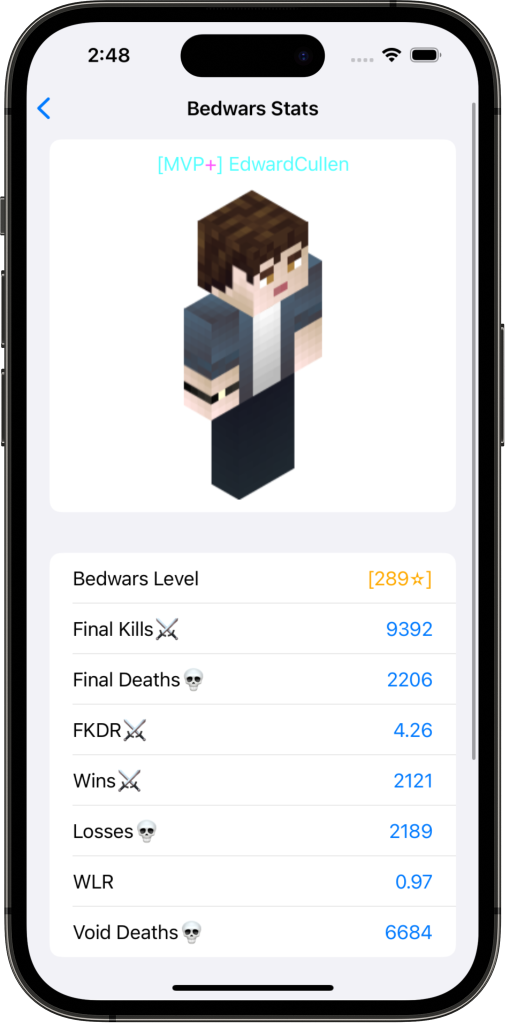 2:48
Bedwars Stats
[MVP+] EdwardCullen
Bedwars Level [289☆]
Final Kills⚔️ 9392
Final Deaths💀 2206
FKDR⚔️ 4.26
Wins⚔️ 2121
Losses💀 2189
WLR 0.97
Void Deaths💀 6684